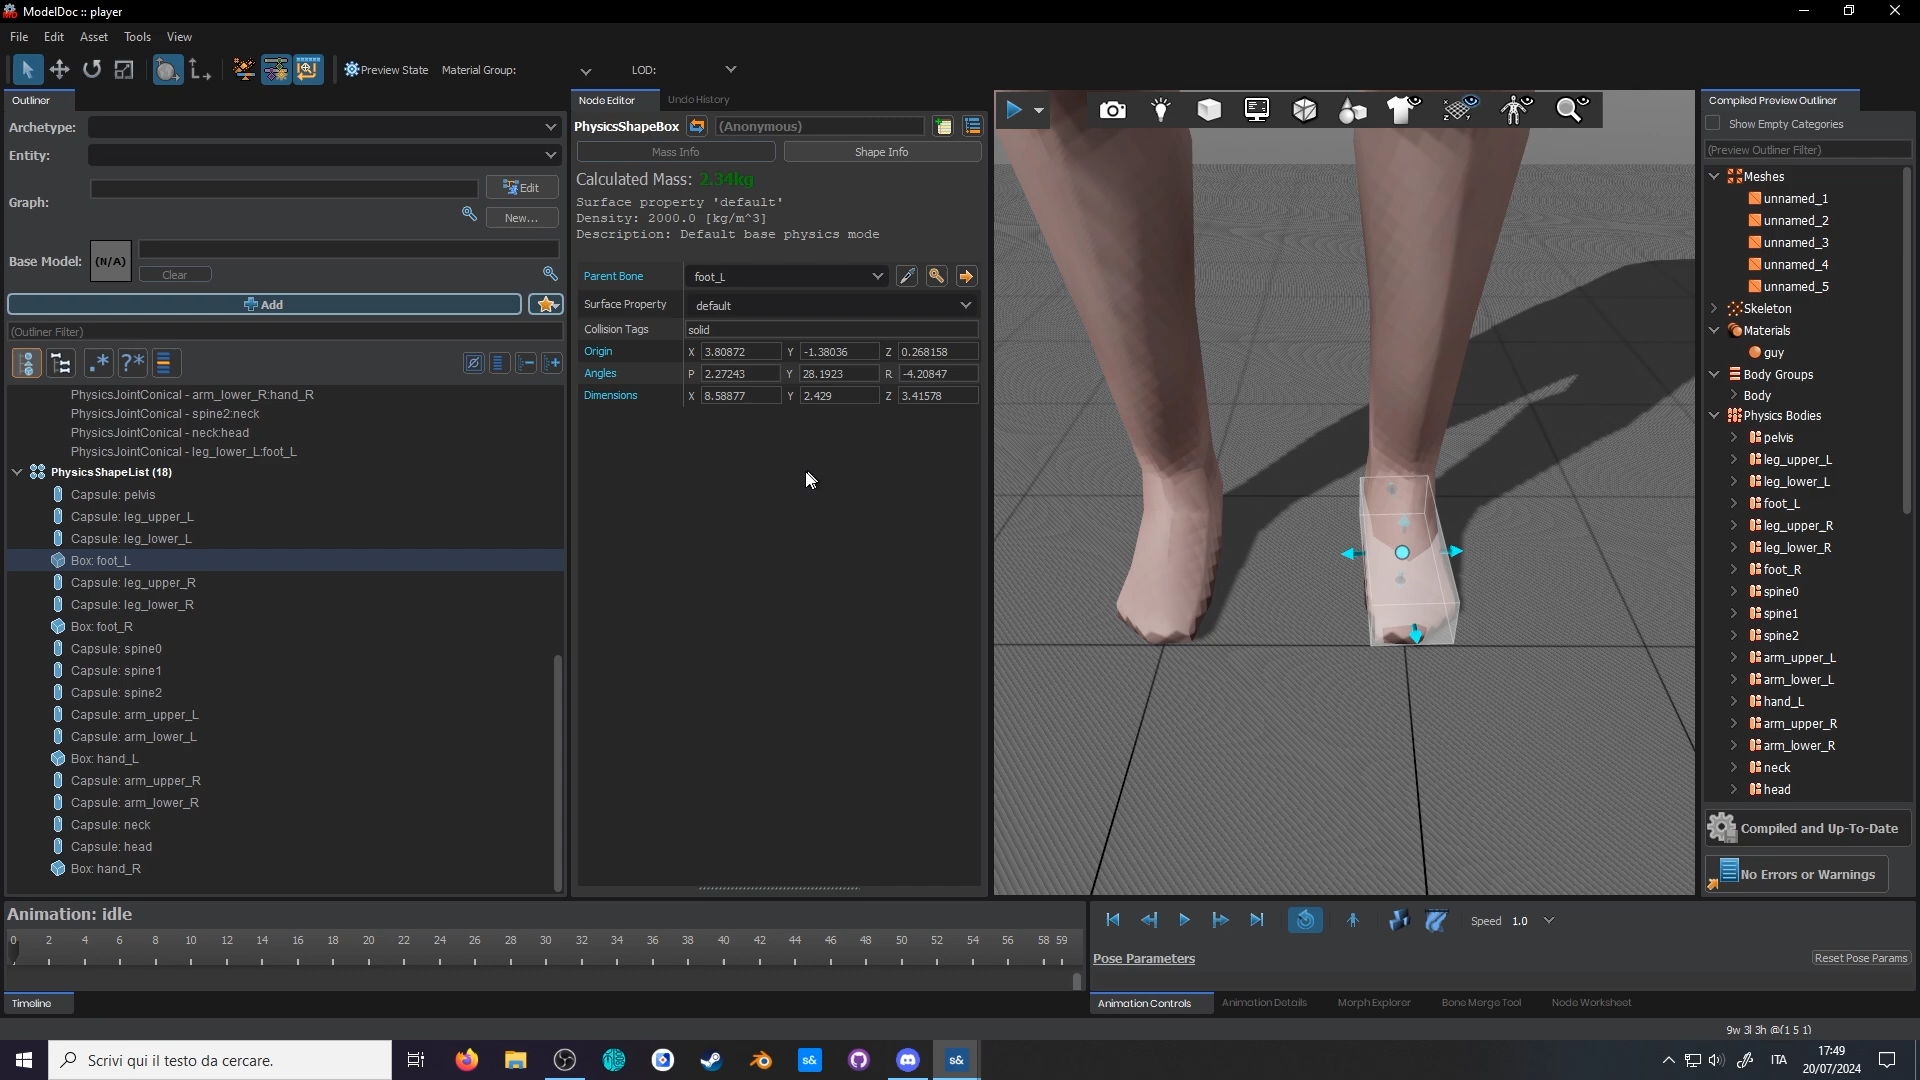 ModelDoc :: player
File Edit Asset Tools View
Preview State Material Group: LOD:
Outliner
Archetype:
Entity:
Graph:
Edit
New...
Base Model:
(N/A)
Clear
Add
(Outliner Filter)
PhysicsJointConical - arm_lower_R:hand_R
PhysicsJointConical - spine2:neck
PhysicsJointConical - neck:head
PhysicsJointConical - leg_lower_L:foot_L
PhysicsShapeList (18)
Capsule: pelvis
Capsule: leg_upper_L
Capsule: leg_lower_L
Box: foot_L
Capsule: leg_upper_R
Capsule: leg_lower_R
Box: foot_R
Capsule: spine0
Capsule: spine1
Capsule: spine2
Capsule: arm_upper_L
Capsule: arm_lower_L
Box: hand_L
Capsule: arm_upper_R
Capsule: arm_lower_R
Capsule: neck
Capsule: head
Box: hand_R
Node Editor Undo History
PhysicsShapeBox (Anonymous)
Mass Info Shape Info
Calculated Mass: 2.34kg
Surface property 'default'
Density: 2000.0 [kg/m^3]
Description: Default base physics mode
Parent Bone foot_L
Surface Property default
Collision Tags solid
Origin X 3.80872 Y -1.38036 Z 0.268158
Angles P 2.27243 Y 28.1923 R -4.20847
Dimensions X 8.58877 Y 2.429 Z 3.41578
Compiled Preview Outliner
Show Empty Categories
(Preview Outliner Filter)
Meshes
unnamed_1
unnamed_2
unnamed_3
unnamed_4
unnamed_5
Skeleton
Materials
guy
Body Groups
Body
Physics Bodies
pelvis
leg_upper_L
leg_lower_L
foot_L
leg_upper_R
leg_lower_R
foot_R
spine0
spine1
spine2
arm_upper_L
arm_lower_L
hand_L
arm_upper_R
arm_lower_R
neck
head
Compiled and Up-To-Date
No Errors or Warnings
Animation: idle
0 2 4 6 8 10 12 14 16 18 20 22 24 26 28 30 32 34 36 38 40 42 44 46 48 50 52 54 56 58 59
Timeline
Speed 1.0
Pose Parameters
Reset Pose Params
Animation Controls Animation Details Morph Explorer Bone Merge Tool Node Worksheet
9w 3l 3h @(1 5 1)
Scrivi qui il testo da cercare.
s&
s&
ITA
17:49
20/07/2024